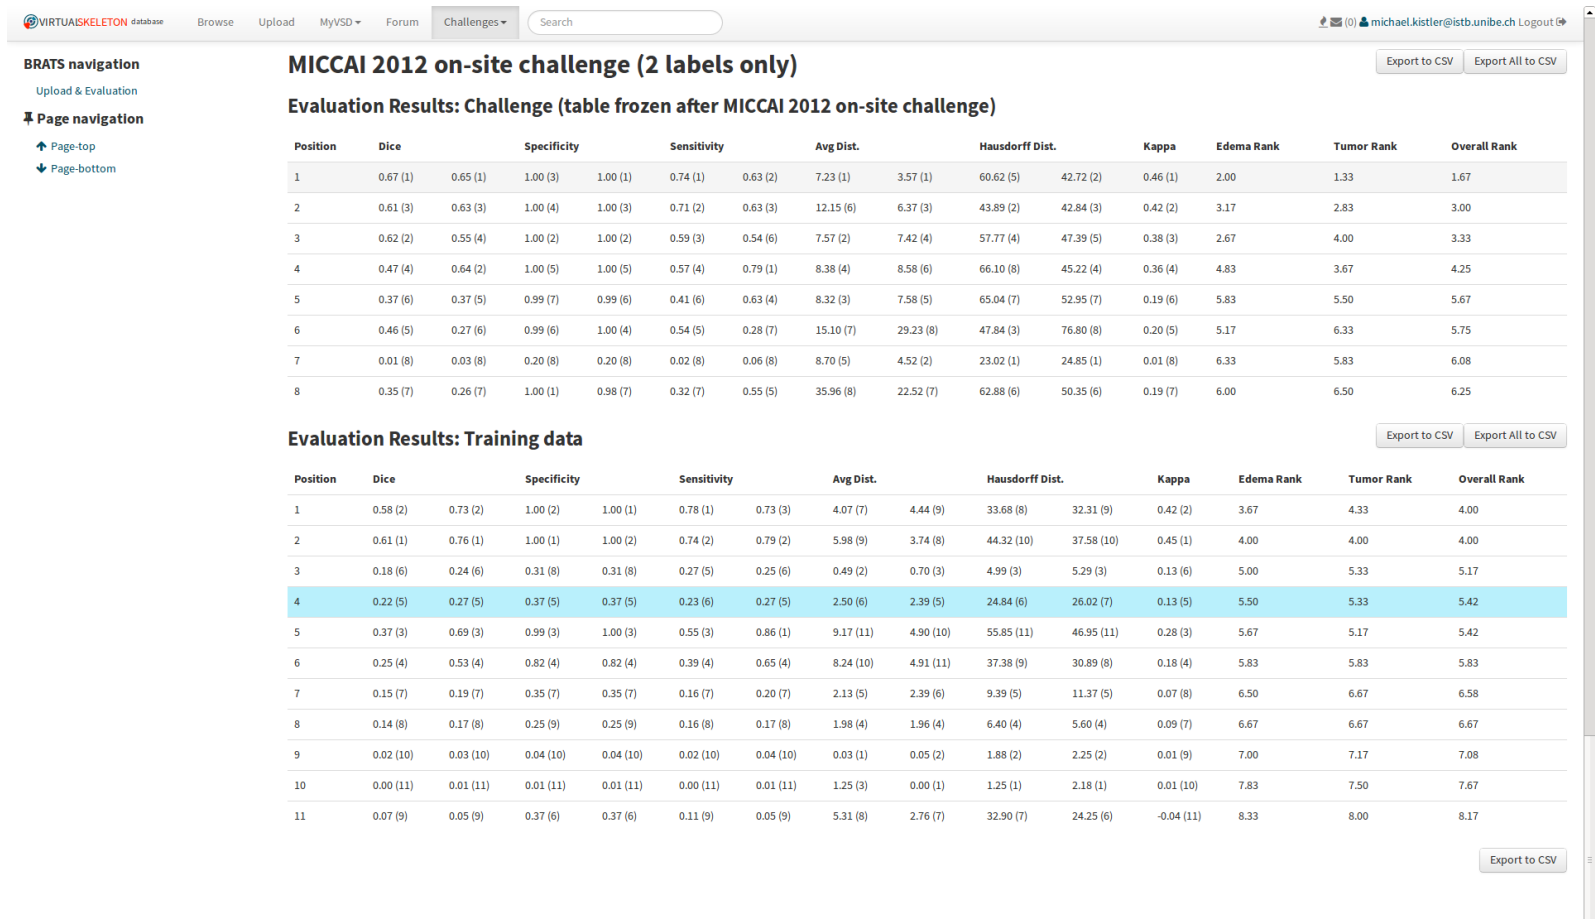 VIRTUALSKELETON database Browse Upload MyVSD Forum Challenges Search (0) michael.kistler@istb.unibe.ch Logout
BRATS navigation
Upload & Evaluation
Page navigation
Page-top
Page-bottom
MICCAI 2012 on-site challenge (2 labels only)
Export to CSV Export All to CSV
Evaluation Results: Challenge (table frozen after MICCAI 2012 on-site challenge)
Position Dice Specificity Sensitivity Avg Dist. Hausdorff Dist. Kappa Edema Rank Tumor Rank Overall Rank
1 0.67 (1) 0.65 (1) 1.00 (3) 1.00 (1) 0.74 (1) 0.63 (2) 7.23 (1) 3.57 (1) 60.62 (5) 42.72 (2) 0.46 (1) 2.00 1.33 1.67
2 0.61 (3) 0.63 (3) 1.00 (4) 1.00 (3) 0.71 (2) 0.63 (3) 12.15 (6) 6.37 (3) 43.89 (2) 42.84 (3) 0.42 (2) 3.17 2.83 3.00
3 0.62 (2) 0.55 (4) 1.00 (2) 1.00 (2) 0.59 (3) 0.54 (6) 7.57 (2) 7.42 (4) 57.77 (4) 47.39 (5) 0.38 (3) 2.67 4.00 3.33
4 0.47 (4) 0.64 (2) 1.00 (5) 1.00 (5) 0.57 (4) 0.79 (1) 8.38 (4) 8.58 (6) 66.10 (8) 45.22 (4) 0.36 (4) 4.83 3.67 4.25
5 0.37 (6) 0.37 (5) 0.99 (7) 0.99 (6) 0.41 (6) 0.63 (4) 8.32 (3) 7.58 (5) 65.04 (7) 52.95 (7) 0.19 (6) 5.83 5.50 5.67
6 0.46 (5) 0.27 (6) 0.99 (6) 1.00 (4) 0.54 (5) 0.28 (7) 15.10 (7) 29.23 (8) 47.84 (3) 76.80 (8) 0.20 (5) 5.17 6.33 5.75
7 0.01 (8) 0.03 (8) 0.20 (8) 0.20 (8) 0.02 (8) 0.06 (8) 8.70 (5) 4.52 (2) 23.02 (1) 24.85 (1) 0.01 (8) 6.33 5.83 6.08
8 0.35 (7) 0.26 (7) 1.00 (1) 0.98 (7) 0.32 (7) 0.55 (5) 35.96 (8) 22.52 (7) 62.88 (6) 50.35 (6) 0.19 (7) 6.00 6.50 6.25
Evaluation Results: Training data
Export to CSV Export All to CSV
Position Dice Specificity Sensitivity Avg Dist. Hausdorff Dist. Kappa Edema Rank Tumor Rank Overall Rank
1 0.58 (2) 0.73 (2) 1.00 (2) 1.00 (1) 0.78 (1) 0.73 (3) 4.07 (7) 4.44 (9) 33.68 (8) 32.31 (9) 0.42 (2) 3.67 4.33 4.00
2 0.61 (1) 0.76 (1) 1.00 (1) 1.00 (2) 0.74 (2) 0.79 (2) 5.98 (9) 3.74 (8) 44.32 (10) 37.58 (10) 0.45 (1) 4.00 4.00 4.00
3 0.18 (6) 0.24 (6) 0.31 (8) 0.31 (8) 0.27 (5) 0.25 (6) 0.49 (2) 0.70 (3) 4.99 (3) 5.29 (3) 0.13 (6) 5.00 5.33 5.17
4 0.22 (5) 0.27 (5) 0.37 (5) 0.37 (5) 0.23 (6) 0.27 (5) 2.50 (6) 2.39 (5) 24.84 (6) 26.02 (7) 0.13 (5) 5.50 5.33 5.42
5 0.37 (3) 0.69 (3) 0.99 (3) 1.00 (3) 0.55 (3) 0.86 (1) 9.17 (11) 4.90 (10) 55.85 (11) 46.95 (11) 0.28 (3) 5.67 5.17 5.42
6 0.25 (4) 0.53 (4) 0.82 (4) 0.82 (4) 0.39 (4) 0.65 (4) 8.24 (10) 4.91 (11) 37.38 (9) 30.89 (8) 0.18 (4) 5.83 5.83 5.83
7 0.15 (7) 0.19 (7) 0.35 (7) 0.35 (7) 0.16 (7) 0.20 (7) 2.13 (5) 2.39 (6) 9.39 (5) 11.37 (5) 0.07 (8) 6.50 6.67 6.58
8 0.14 (8) 0.17 (8) 0.25 (9) 0.25 (9) 0.16 (8) 0.17 (8) 1.98 (4) 1.96 (4) 6.40 (4) 5.60 (4) 0.09 (7) 6.67 6.67 6.67
9 0.02 (10) 0.03 (10) 0.04 (10) 0.04 (10) 0.02 (10) 0.04 (10) 0.03 (1) 0.05 (2) 1.88 (2) 2.25 (2) 0.01 (9) 7.00 7.17 7.08
10 0.00 (11) 0.01 (11) 0.01 (11) 0.01 (11) 0.00 (11) 0.01 (11) 1.25 (3) 0.00 (1) 1.25 (1) 2.18 (1) 0.01 (10) 7.83 7.50 7.67
11 0.07 (9) 0.05 (9) 0.37 (6) 0.37 (6) 0.11 (9) 0.05 (9) 5.31 (8) 2.76 (7) 32.90 (7) 24.25 (6) -0.04 (11) 8.33 8.00 8.17
Export to CSV